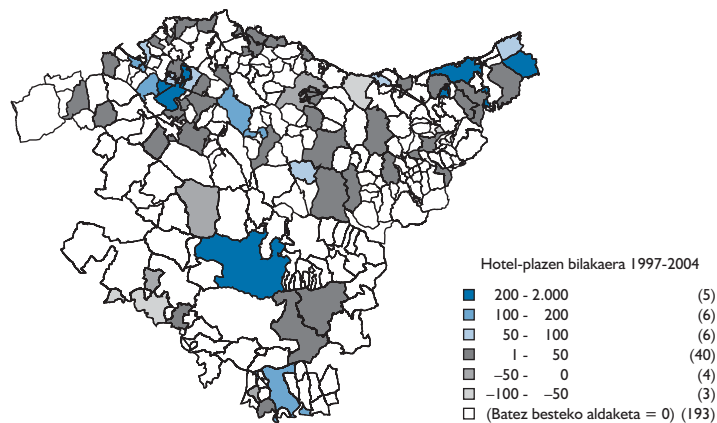 Hotel-plazen bilakaera 1997-2004
200 - 2.000 (5)
100 - 200 (6)
50 - 100 (6)
1 - 50 (40)
–50 - 0 (4)
–100 - –50 (3)
(Batez besteko aldaketa = 0) (193)